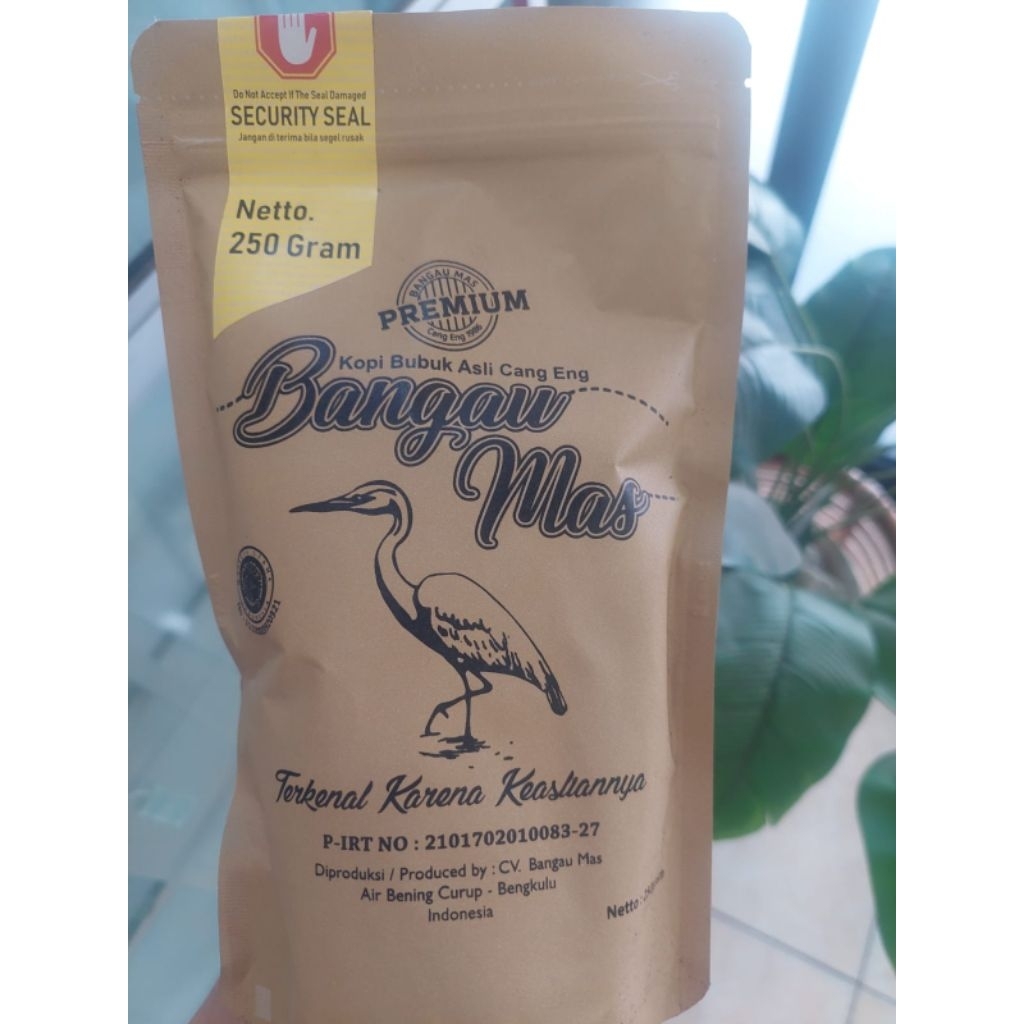 Do Not Accept If The Seal Damaged
SECURITY SEAL
Jangan di terima bila segel rusak
Netto.
250 Gram
BANGAU MAS
PREMIUM
Cang Eng 1986
Kopi Bubuk Asli Cang Eng
Bangau
Mas
Terkenal Karena Keasliannya
P-IRT NO : 2101702010083-27
Diproduksi / Produced by : CV. Bangau Mas
Air Bening Curup - Bengkulu
Indonesia
Netto :